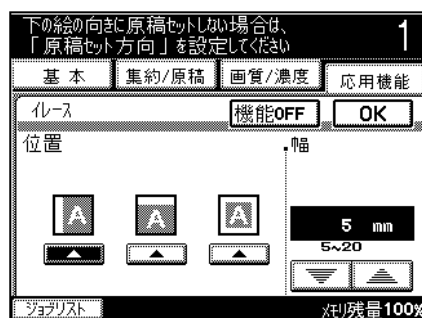 下の絵の向きに原稿セットしない場合は、
「原稿セット方向」を設定してください
1
基本 集約/原稿 画質/濃度 応用機能
イレース 機能OFF OK
位置 幅
A A A
5 mm
5~20
ジョブリスト メモリ残量100%